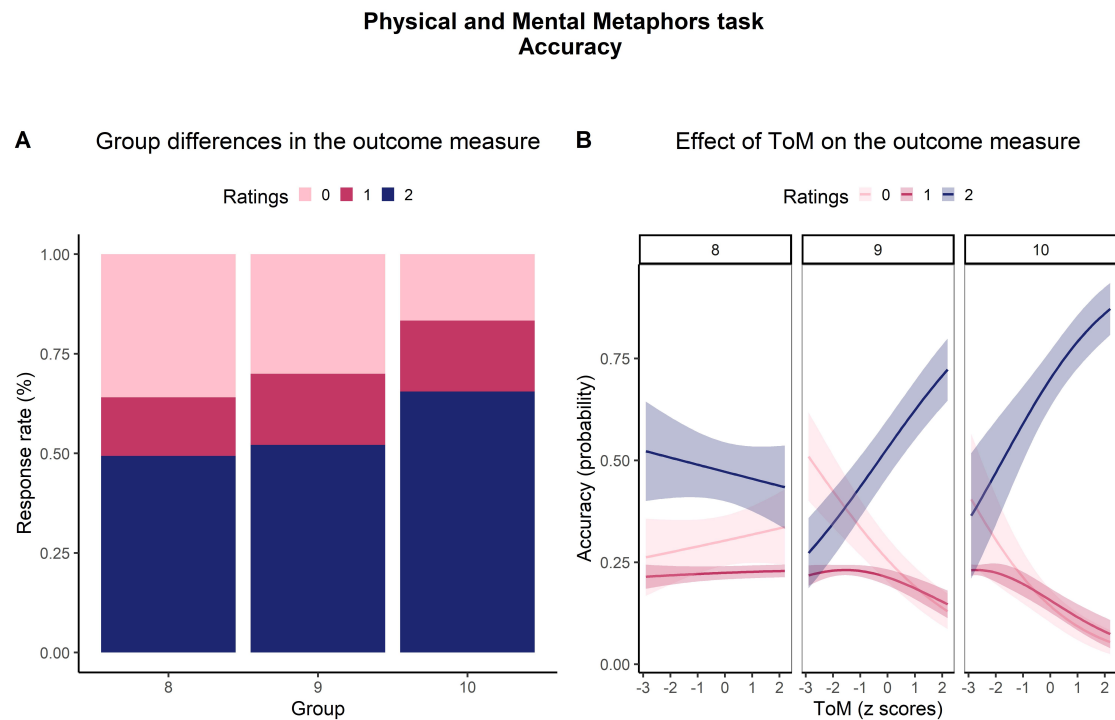 Physical and Mental Metaphors task
Accuracy
A
Group differences in the outcome measure
Ratings 0 1 2
Response rate (%)
1.00
0.75
0.50
0.25
0.00
8 9 10
Group
B
Effect of ToM on the outcome measure
Ratings 0 1 2
8 9 10
Accuracy (probability)
0.75
0.50
0.25
0.00
-3 -2 -1 0 1 2 -3 -2 -1 0 1 2 -3 -2 -1 0 1 2
ToM (z scores)